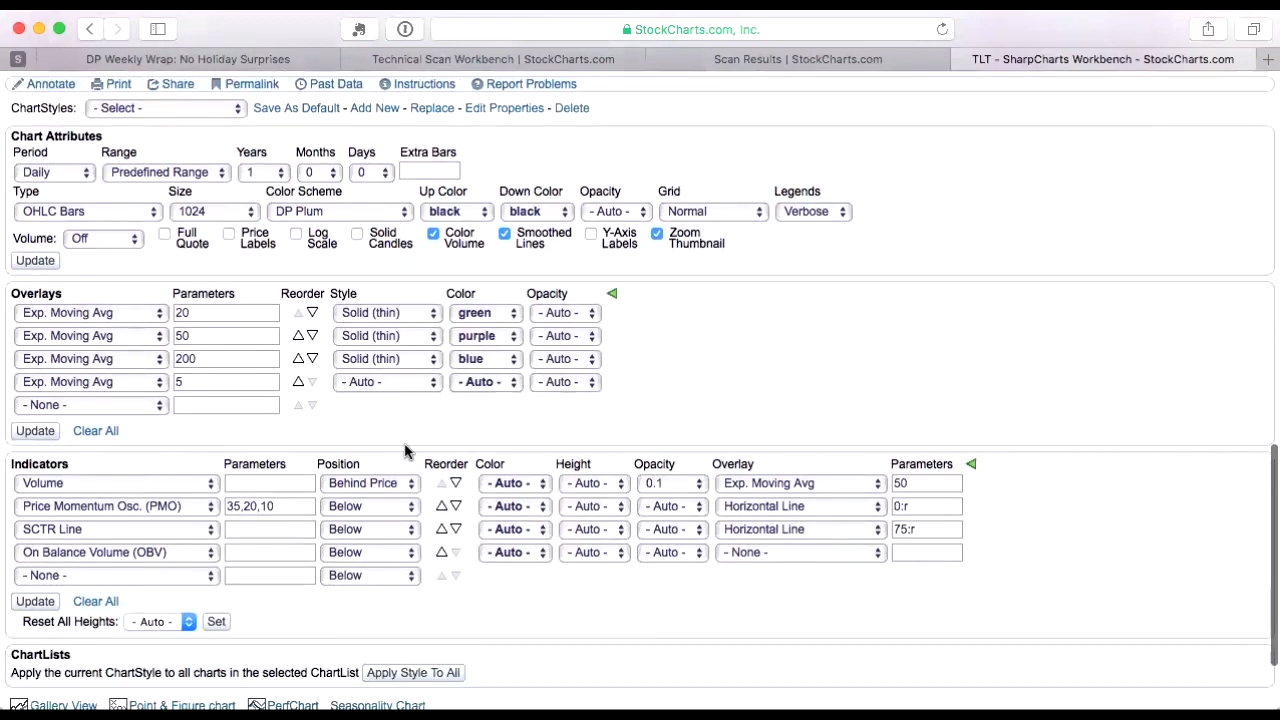 StockCharts.com, Inc.
S DP Weekly Wrap: No Holiday Surprises Technical Scan Workbench | StockCharts.com Scan Results | StockCharts.com TLT - SharpCharts Workbench - StockCharts.com
Annotate Print Share Permalink Past Data Instructions Report Problems
ChartStyles: - Select - Save As Default - Add New - Replace - Edit Properties - Delete
Chart Attributes
Period Range Years Months Days Extra Bars
Daily Predefined Range 1 0 0
Type Size Color Scheme Up Color Down Color Opacity Grid Legends
OHLC Bars 1024 DP Plum black black - Auto - Normal Verbose
Volume: Off Full Quote Price Labels Log Scale Solid Candles Color Volume Smoothed Lines Y-Axis Labels Zoom Thumbnail
Update
Overlays Parameters Reorder Style Color Opacity
Exp. Moving Avg 20 Solid (thin) green - Auto -
Exp. Moving Avg 50 Solid (thin) purple - Auto -
Exp. Moving Avg 200 Solid (thin) blue - Auto -
Exp. Moving Avg 5 - Auto - - Auto - - Auto -
- None -
Update Clear All
Indicators Parameters Position Reorder Color Height Opacity Overlay Parameters
Volume Behind Price - Auto - - Auto - 0.1 Exp. Moving Avg 50
Price Momentum Osc. (PMO) 35,20,10 Below - Auto - - Auto - - Auto - Horizontal Line 0:r
SCTR Line Below - Auto - - Auto - - Auto - Horizontal Line 75:r
On Balance Volume (OBV) Below - Auto - - Auto - - Auto - - None -
- None - Below
Update Clear All
Reset All Heights: - Auto - Set
ChartLists
Apply the current ChartStyle to all charts in the selected ChartList Apply Style To All
Gallery View Point & Figure chart PerfChart Seasonality Chart